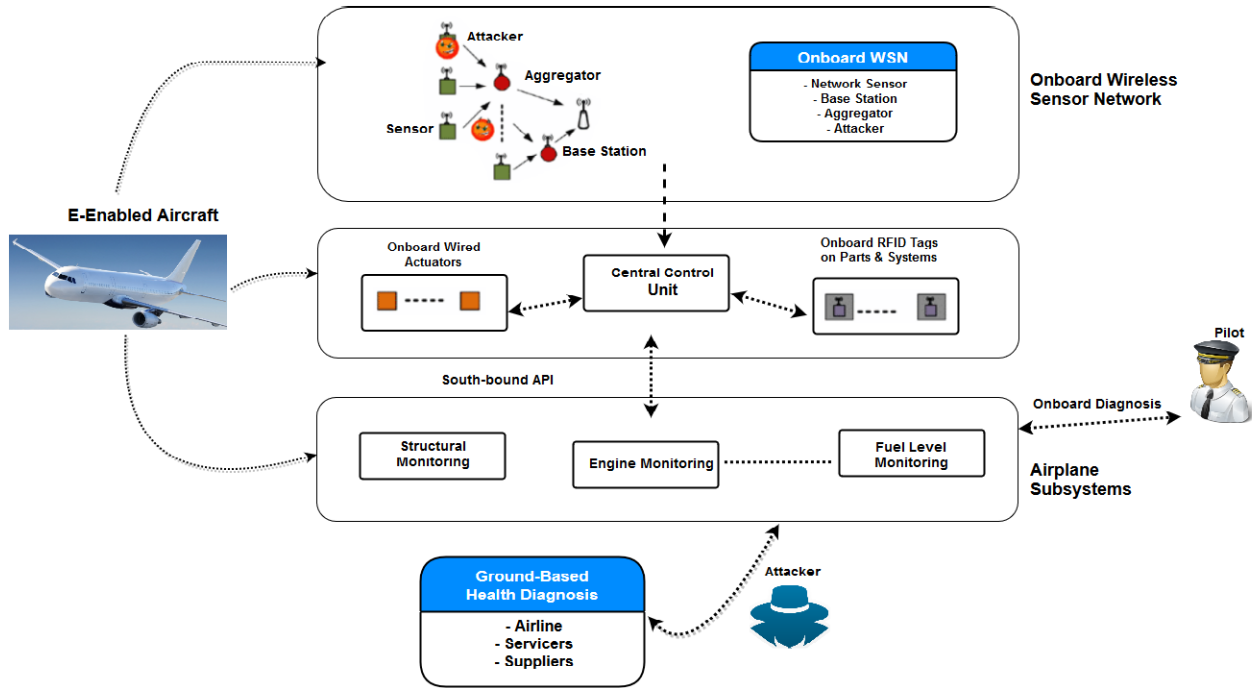 Attacker
Aggregator
Sensor
Base Station
Onboard WSN
- Network Sensor
- Base Station
- Aggregator
- Attacker
Onboard Wireless
Sensor Network
E-Enabled Aircraft
Onboard Wired
Actuators
Central Control
Unit
Onboard RFID Tags
on Parts & Systems
South-bound API
Pilot
Onboard Diagnosis
Structural
Monitoring
Engine Monitoring
Fuel Level
Monitoring
Airplane
Subsystems
Ground-Based
Health Diagnosis
- Airline
- Servicers
- Suppliers
Attacker